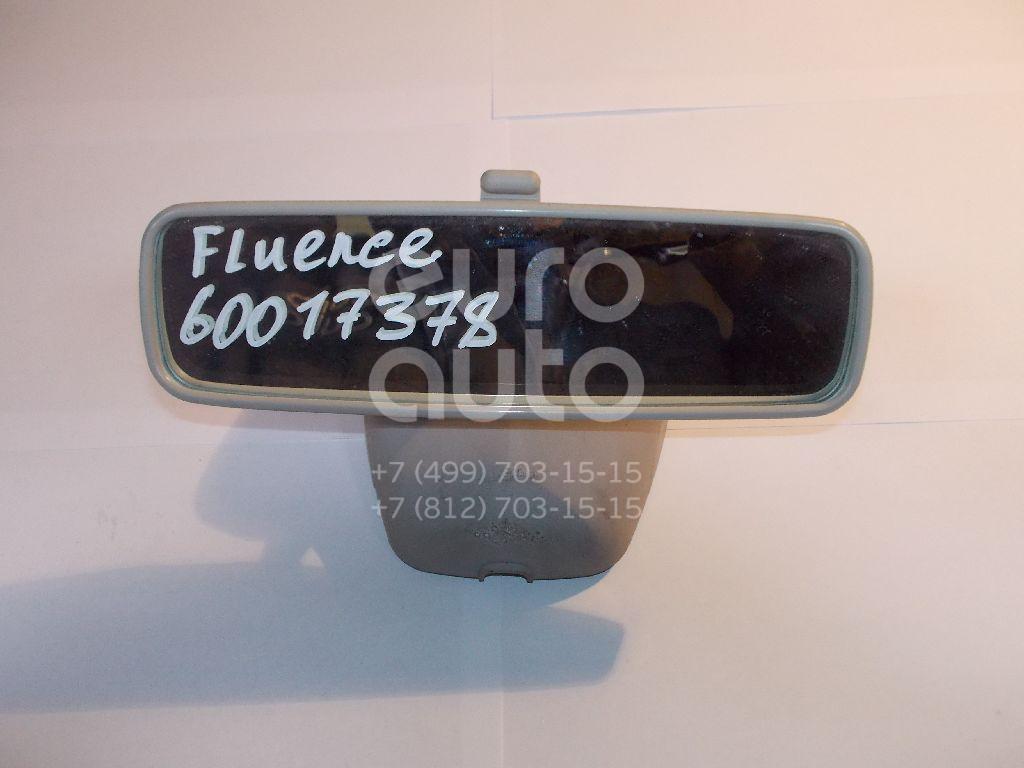 Fluence
60017378
euro
auto
+7 (499) 703-15-15
+7 (812) 703-15-15